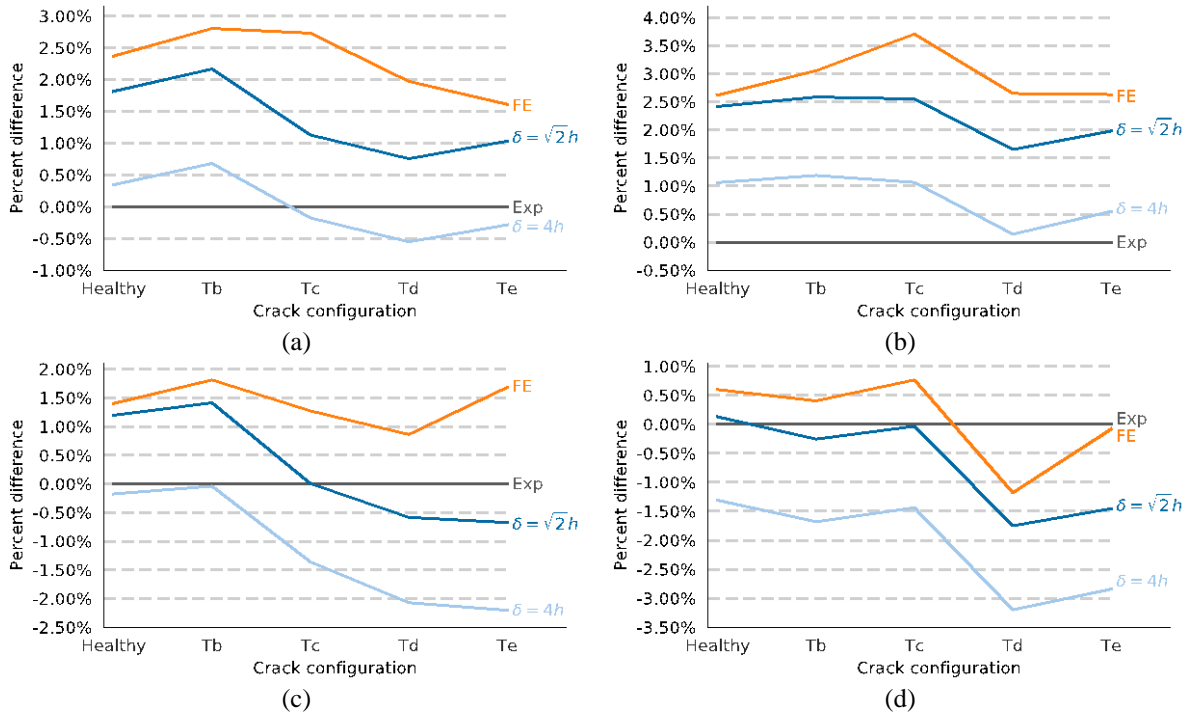 3.00%
2.50%
2.00%
1.50%
1.00%
0.50%
0.00%
-0.50%
-1.00%
Percent difference
FE
δ = √2h
Exp
δ = 4h
Healthy Tb Tc Td Te
Crack configuration
(a)
4.00%
3.50%
3.00%
2.50%
2.00%
1.50%
1.00%
0.50%
0.00%
-0.50%
Percent difference
FE
δ = √2h
δ = 4h
Exp
Healthy Tb Tc Td Te
Crack configuration
(b)
2.00%
1.50%
1.00%
0.50%
0.00%
-0.50%
-1.00%
-1.50%
-2.00%
-2.50%
Percent difference
FE
Exp
δ = √2h
δ = 4h
Healthy Tb Tc Td Te
Crack configuration
(c)
1.00%
0.50%
0.00%
-0.50%
-1.00%
-1.50%
-2.00%
-2.50%
-3.00%
-3.50%
Percent difference
Exp
FE
δ = √2h
δ = 4h
Healthy Tb Tc Td Te
Crack configuration
(d)